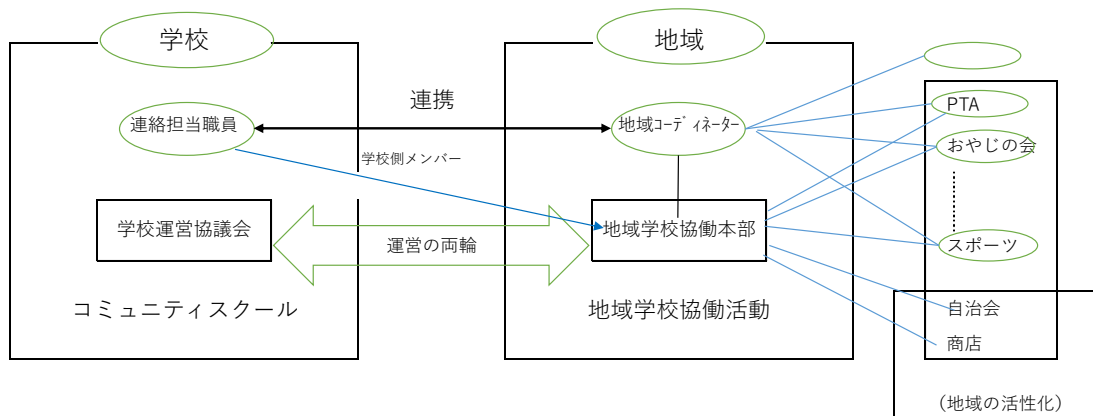 学校
地域
連携
連絡担当職員
地域ｺｰﾃﾞｨﾈｰﾀｰ
PTA
おやじの会
学校側メンバー
学校運営協議会
運営の両輪
地域学校協働本部
スポーツ
コミュニティスクール
地域学校協働活動
自治会
商店
（地域の活性化）